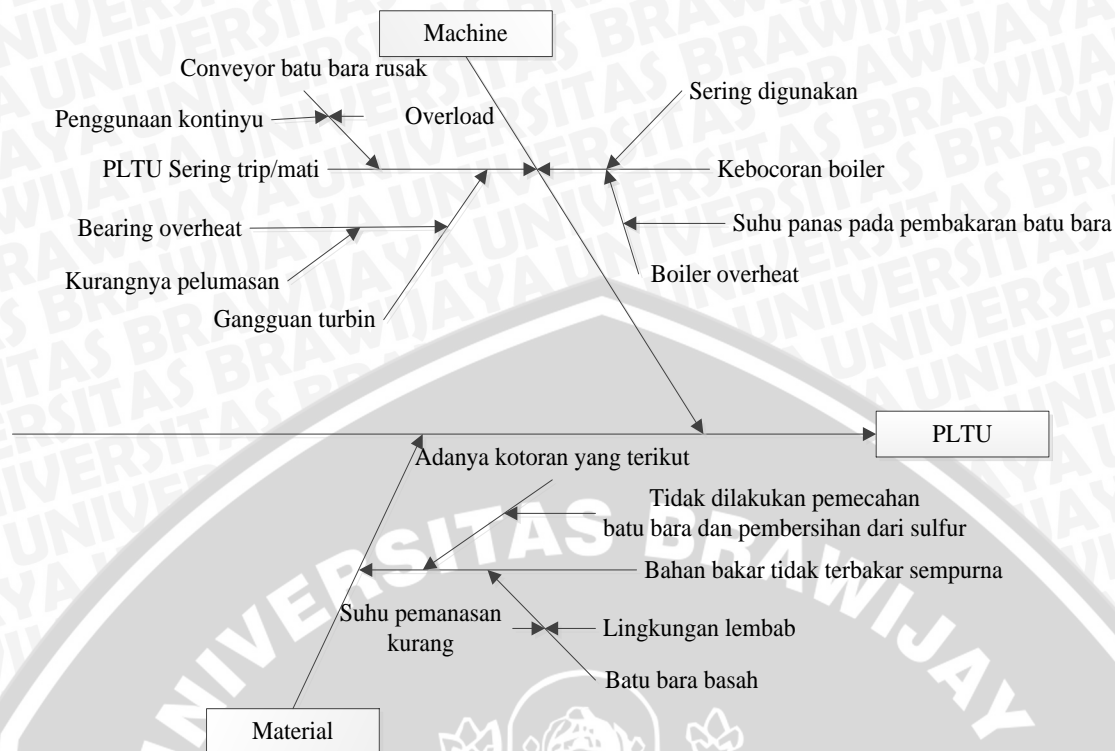 Machine
Conveyor batu bara rusak
Sering digunakan
Penggunaan kontinyu
Overload
PLTU Sering trip/mati
Kebocoran boiler
Bearing overheat
Suhu panas pada pembakaran batu bara
Kurangnya pelumasan
Boiler overheat
Gangguan turbin
PLTU
Adanya kotoran yang terikut
Tidak dilakukan pemecahan
batu bara dan pembersihan dari sulfur
Bahan bakar tidak terbakar sempurna
Suhu pemanasan
kurang
Lingkungan lembab
Batu bara basah
Material
UNIVERSITAS BRAWIJAYA